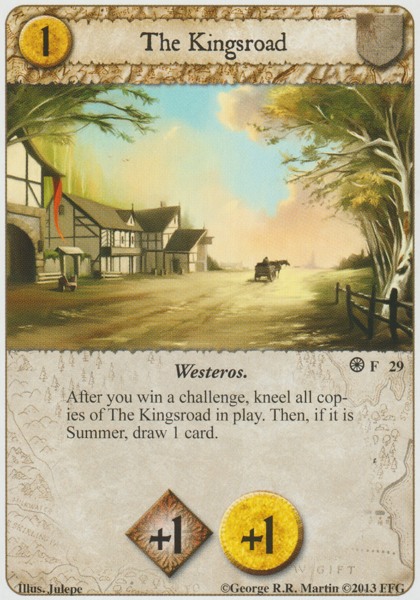 1
The Kingsroad
Westeros.
F 29
After you win a challenge, kneel all cop-
ies of The Kingsroad in play. Then, if it is
Summer, draw 1 card.
+1 +1
GIFT
Illus. Julepe ©George R.R. Martin ©2013 FFG